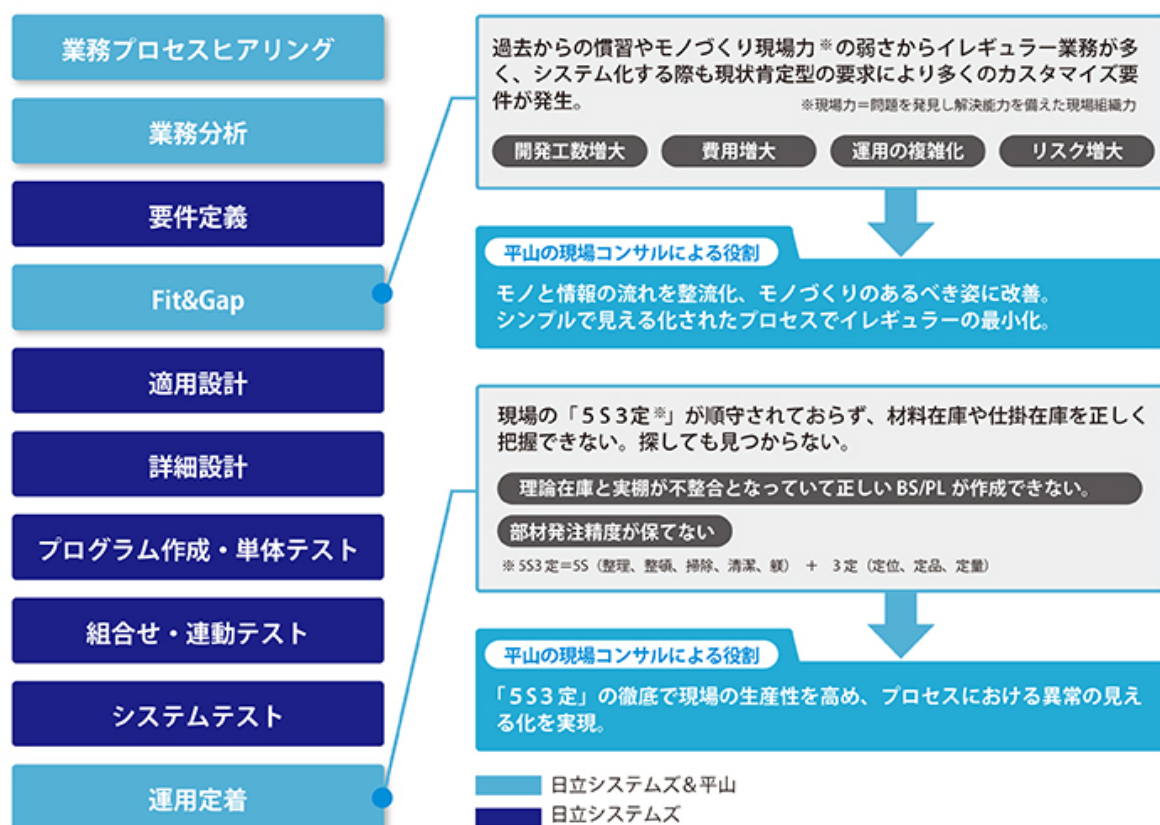 業務プロセスヒアリング
業務分析
要件定義
Fit&Gap
適用設計
詳細設計
プログラム作成・単体テスト
組合せ・連動テスト
システムテスト
運用定着
過去からの慣習やモノづくり現場力※の弱さからイレギュラー業務が多
く、システム化する際も現状肯定型の要求により多くのカスタマイズ要
件が発生。
※現場力＝問題を発見し解決能力を備えた現場組織力
開発工数増大
費用増大
運用の複雑化
リスク増大
平山の現場コンサルによる役割
モノと情報の流れを整流化、モノづくりのあるべき姿に改善。
シンプルで見える化されたプロセスでイレギュラーの最小化。
現場の「5S3定※」が順守されておらず、材料在庫や仕掛在庫を正しく
把握できない。探しても見つからない。
理論在庫と実棚が不整合となっていて正しい BS/PL が作成できない。
部材発注精度が保てない
※ 5S3定＝5S（整理、整頓、掃除、清潔、躾） + 3定（定位、定品、定量）
平山の現場コンサルによる役割
「5S3定」の徹底で現場の生産性を高め、プロセスにおける異常の見え
る化を実現。
日立システムズ＆平山
日立システムズ